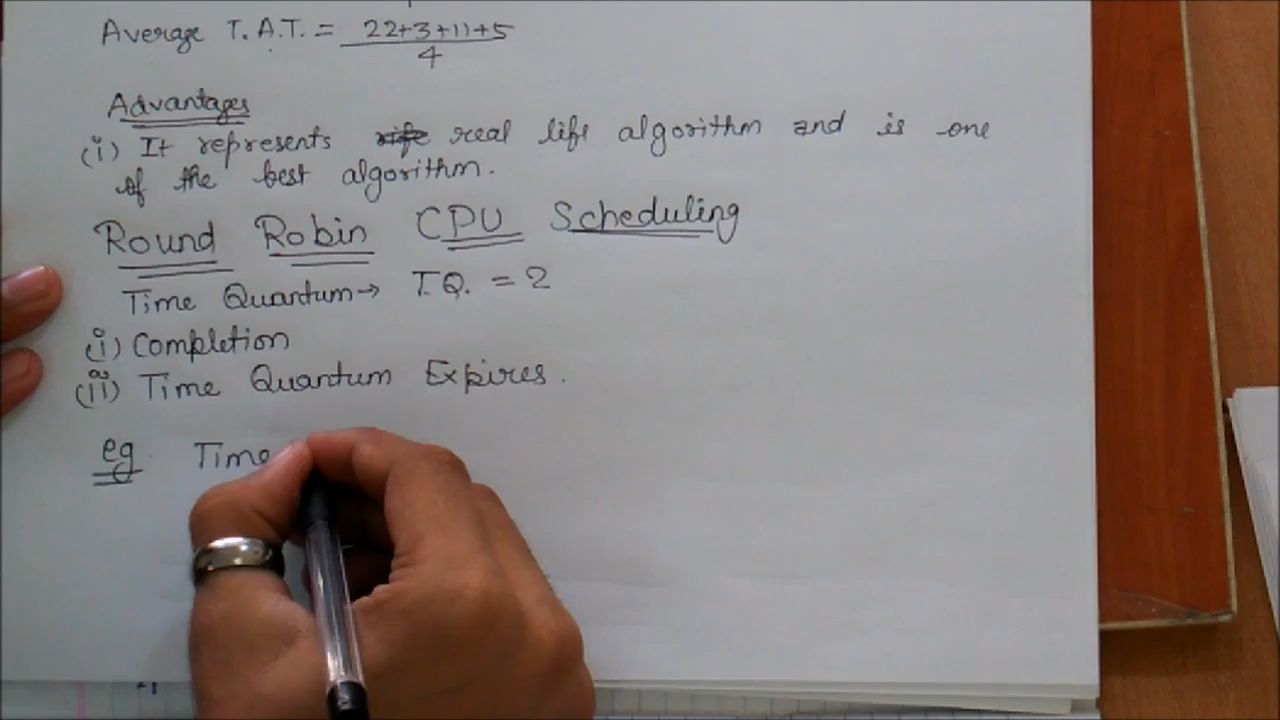 Average T.A.T. = 22+3+11+5
4
Advantages
(i) It represents real life algorithm and is one
of the best algorithm.
Round Robin CPU Scheduling
Time Quantum → T.Q. = 2
(i) Completion
(ii) Time Quantum Expires.
eg Time